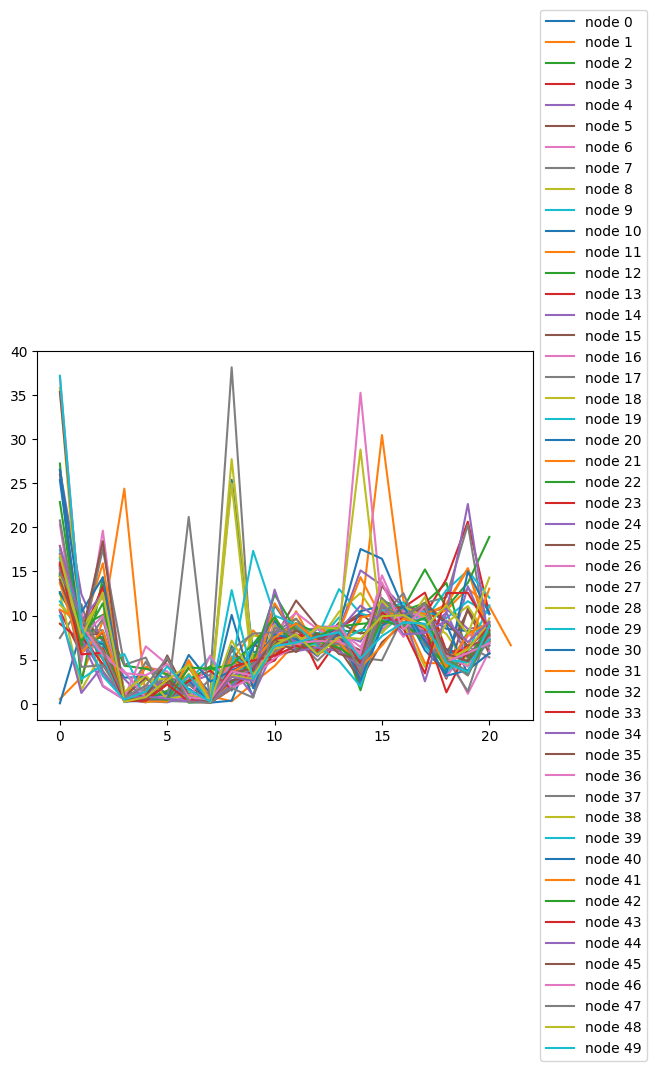 node 0
node 1
node 2
node 3
node 4
node 5
node 6
node 7
node 8
node 9
node 10
node 11
node 12
node 13
node 14
node 15
node 16
node 17
node 18
node 19
node 20
node 21
node 22
node 23
node 24
node 25
node 26
node 27
node 28
node 29
node 30
node 31
node 32
node 33
node 34
node 35
node 36
node 37
node 38
node 39
node 40
node 41
node 42
node 43
node 44
node 45
node 46
node 47
node 48
node 49
40
35
30
25
20
15
10
5
0
0 5 10 15 20